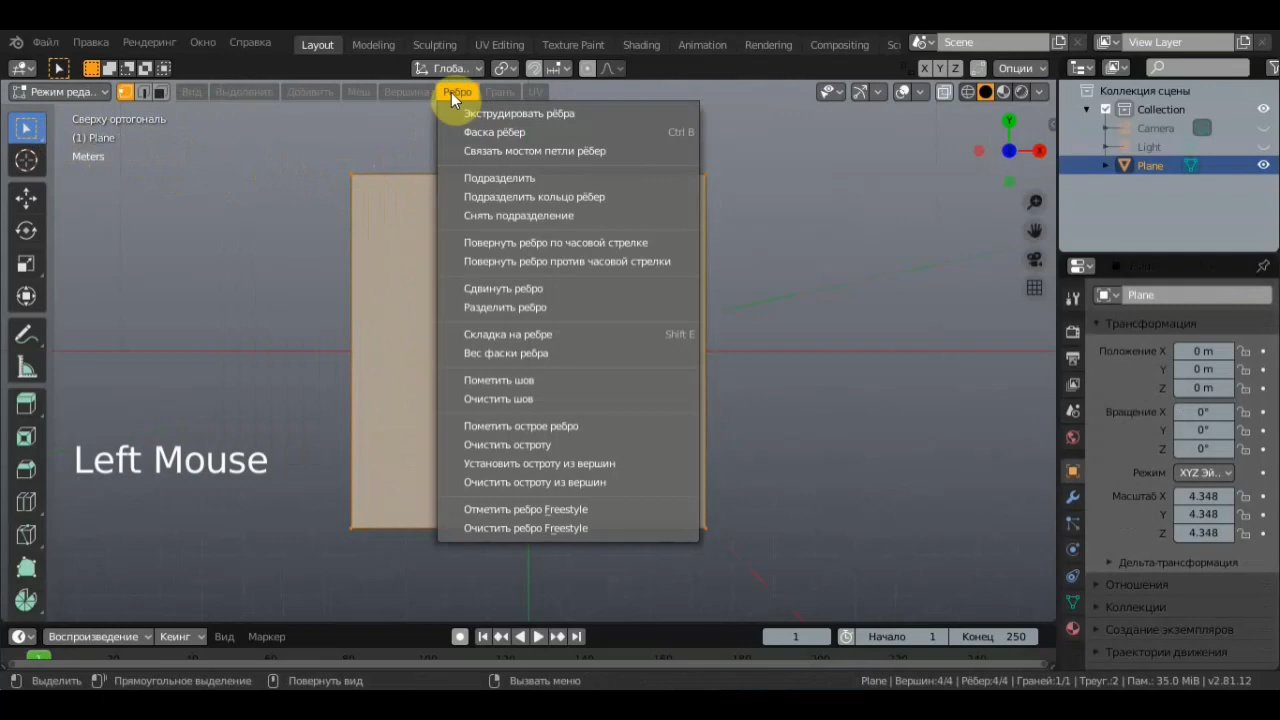 Файл Правка Рендеринг Окно Справка Layout Modeling Sculpting UV Editing Texture Paint Shading Animation Rendering Compositing Sc Scene View Layer
Глоба.. X Y Z Опции
Режим реда.. Вид Выделить Добавить Меш Вершина Ребро Грань UV
Сверху ортогональ
(1) Plane
Meters
Экструдировать рёбра
Фаска рёбер Ctrl B
Связать мостом петли рёбер
Подразделить
Подразделить кольцо рёбер
Снять подразделение
Повернуть ребро по часовой стрелке
Повернуть ребро против часовой стрелки
Сдвинуть ребро
Разделить ребро
Складка на ребре Shift E
Вес фаски ребра
Пометить шов
Очистить шов
Пометить острое ребро
Очистить остроту
Установить остроту из вершин
Очистить остроту из вершин
Отметить ребро Freestyle
Очистить ребро Freestyle
Left Mouse
Y
X
Коллекция сцены
Collection
Camera
Light
Plane
Plane
Трансформация
Положение X 0 m
Y 0 m
Z 0 m
Вращение X 0°
Y 0°
Z 0°
Режим XYZ Эй..
Масштаб X 4.348
Y 4.348
Z 4.348
Дельта-трансформация
Отношения
Коллекции
Создание экземпляров
Траектории движения
Воспроизведение Кеинг Вид Маркер 1 Начало 1 Конец 250
1
Выделить Прямоугольное выделение Повернуть вид Вызвать меню Plane | Вершин:4/4 | Рёбер:4/4 | Граней:1/1 | Треуг.:2 | Пам.: 35.0 MiB | v2.81.12